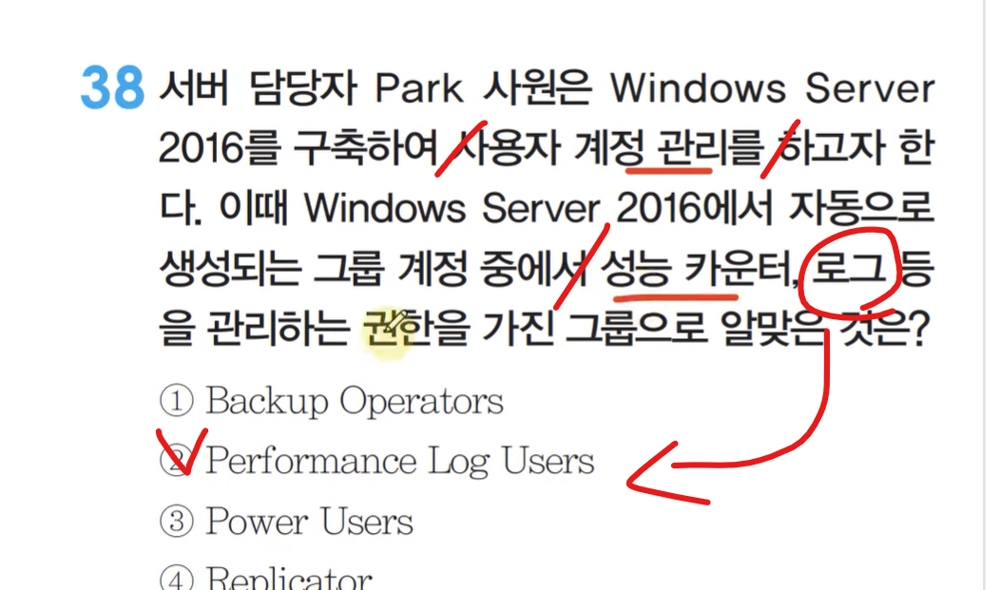 38 서버 담당자 Park 사원은 Windows Server
2016를 구축하여 사용자 계정 관리를 하고자 한
다. 이때 Windows Server 2016에서 자동으로
생성되는 그룹 계정 중에서 성능 카운터, 로그 등
을 관리하는 권한을 가진 그룹으로 알맞은 것은?
① Backup Operators
② Performance Log Users
③ Power Users
④ Replicator